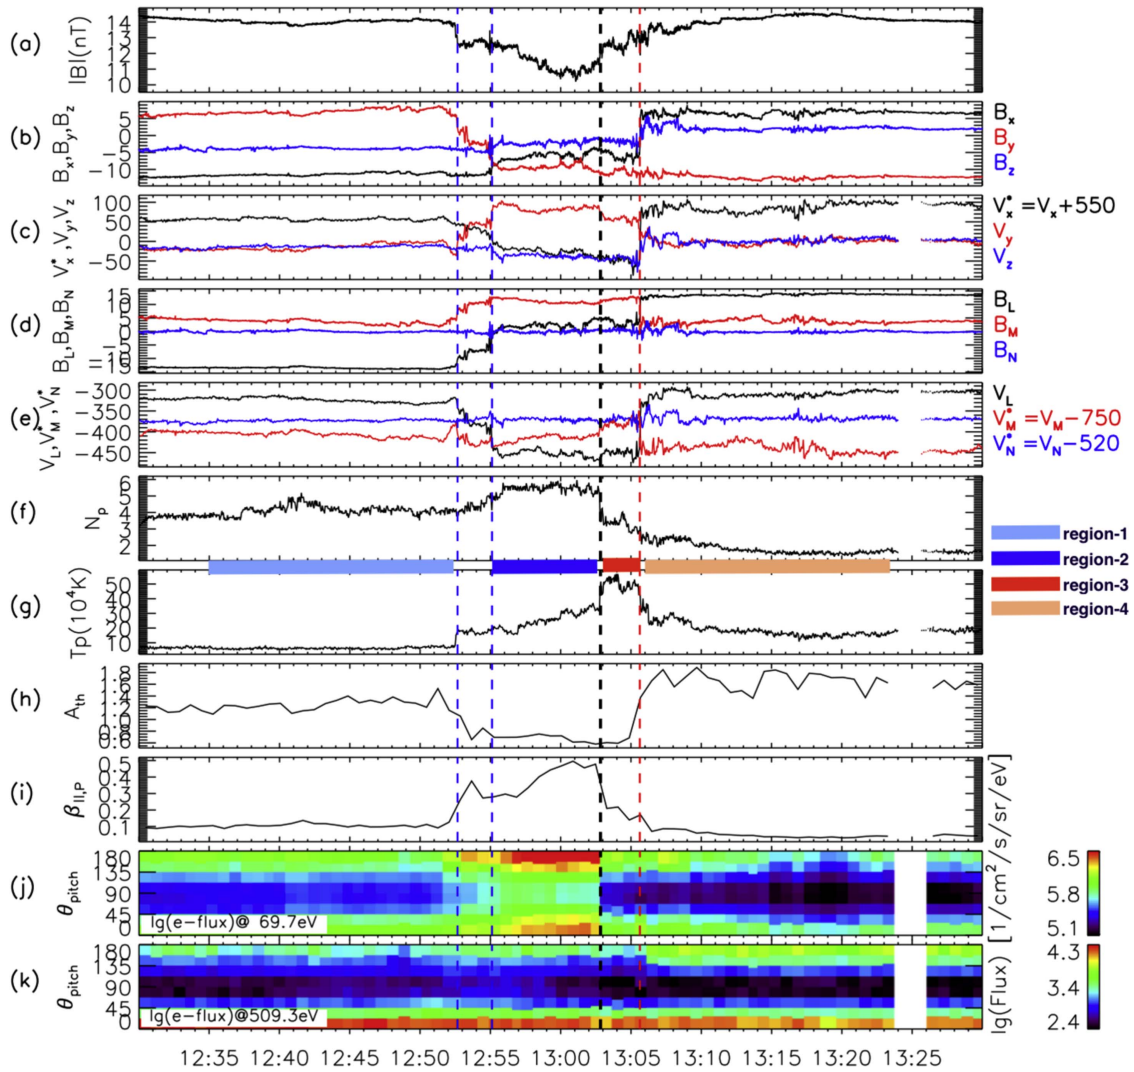 (a)
|B|(nT)
14
13
12
11
10
(b)
Bx,By,Bz
5
0
−5
−10
Bx
By
Bz
(c)
Vx*,Vy,Vz
100
50
0
−50
Vx*=Vx+550
Vy
Vz
(d)
BL,BM,BN
15
10
5
0
−5
−10
−15
BL
BM
BN
(e)
VL,VM*,VN*
−300
−350
−400
−450
VL
VM*=VM−750
VN*=VN−520
(f)
Np
6
5
4
3
2
region-1
region-2
region-3
region-4
(g)
Tp(10⁴K)
50
40
30
20
10
(h)
Ath
1.8
1.6
1.4
1.2
1.0
0.8
0.6
(i)
βII,P
0.5
0.4
0.3
0.2
0.1
(j)
θpitch
180
135
90
45
0
lg(e−flux)@ 69.7eV
6.5
5.8
5.1
(k)
θpitch
180
135
90
45
0
lg(e−flux)@509.3eV
lg(Flux) [1/cm²/s/sr/eV]
4.3
3.4
2.4
12:35 12:40 12:45 12:50 12:55 13:00 13:05 13:10 13:15 13:20 13:25